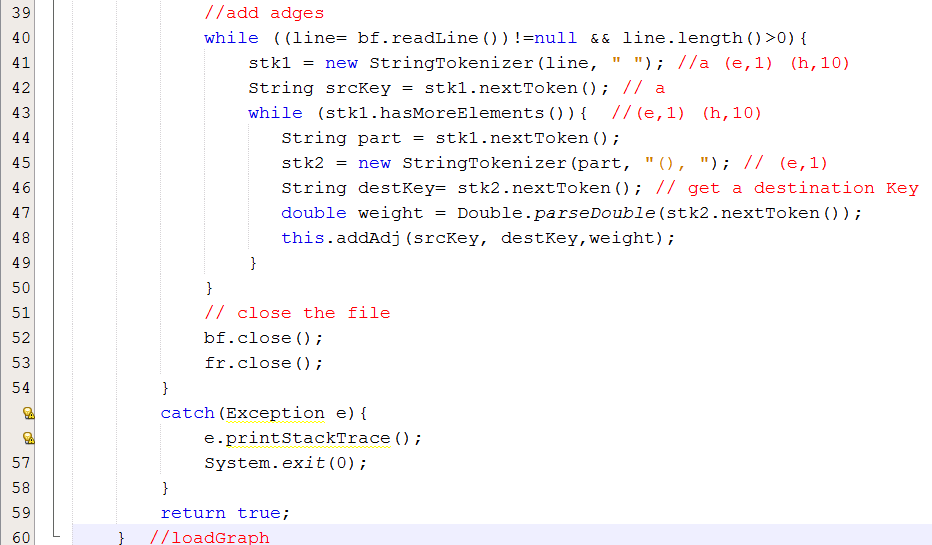 39 //add adges
40 while ((line= bf.readLine())!=null && line.length()>0){
41 stk1 = new StringTokenizer(line, " "); //a (e,1) (h,10)
42 String srcKey = stk1.nextToken(); // a
43 while (stk1.hasMoreElements()){  //(e,1) (h,10)
44 String part = stk1.nextToken();
45 stk2 = new StringTokenizer(part, "(), "); // (e,1)
46 String destKey= stk2.nextToken(); // get a destination Key
47 double weight = Double.parseDouble(stk2.nextToken());
48 this.addAdj(srcKey, destKey,weight);
49 }
50 }
51 // close the file
52 bf.close();
53 fr.close();
54 }
catch(Exception e){
e.printStackTrace();
57 System.exit(0);
58 }
59 return true;
60 }  //loadGraph